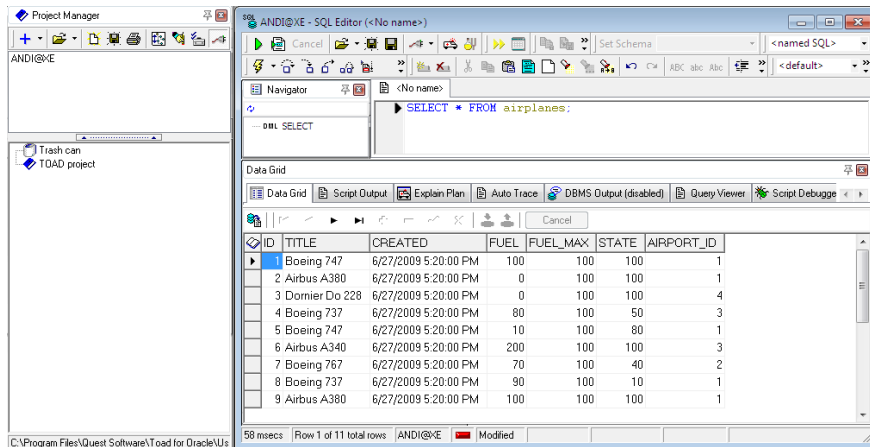 Project Manager
ANDI@XE
Trash can
TOAD project
C:\Program Files\Quest Software\Toad for Oracle\Us
SQL ANDI@XE - SQL Editor (<No name>)
Cancel Set Schema <named SQL>
ABC abc Abc <default>
Navigator
DML SELECT
<No name>
SELECT * FROM airplanes;
Data Grid
Data Grid Script Output Explain Plan Auto Trace DBMS Output (disabled) Query Viewer Script Debugge
Cancel
ID TITLE CREATED FUEL FUEL_MAX STATE AIRPORT_ID
1 Boeing 747 6/27/2009 5:20:00 PM 100 100 100 1
2 Airbus A380 6/27/2009 5:20:00 PM 0 100 100 1
3 Dornier Do 228 6/27/2009 5:20:00 PM 0 100 100 4
4 Boeing 737 6/27/2009 5:20:00 PM 80 100 50 3
5 Boeing 747 6/27/2009 5:20:00 PM 10 100 80 1
6 Airbus A340 6/27/2009 5:20:00 PM 200 100 100 3
7 Boeing 767 6/27/2009 5:20:00 PM 70 100 40 2
8 Boeing 737 6/27/2009 5:20:00 PM 90 100 10 1
9 Airbus A380 6/27/2009 5:20:00 PM 100 100 100 1
58 msecs Row 1 of 11 total rows ANDI@XE Modified